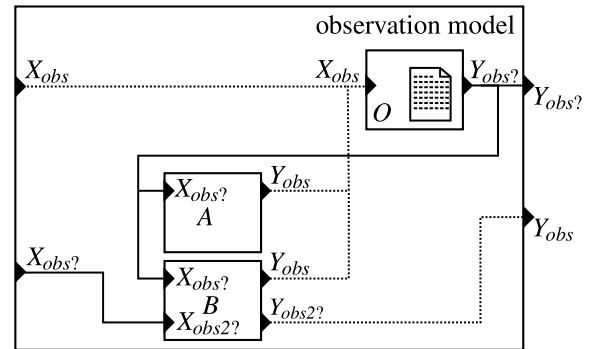 observation model
X_obs X_obs Y_obs?
O
Y_obs?
X_obs? Y_obs
A
Y_obs
X_obs?
X_obs? Y_obs
B
X_obs2? Y_obs2?